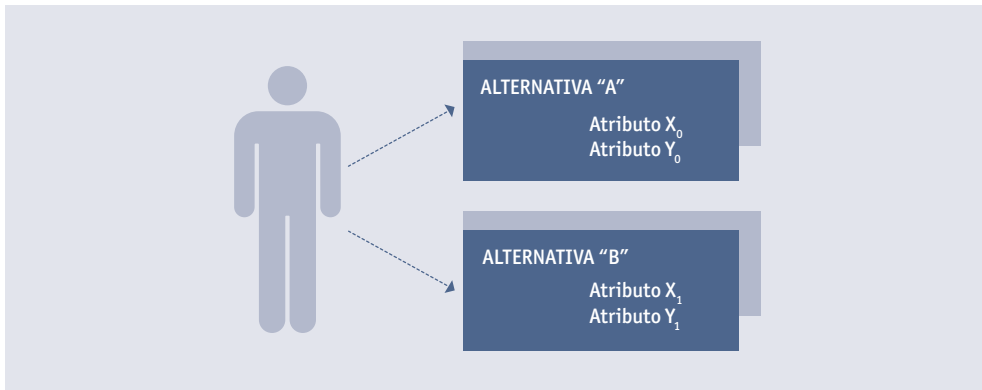 ALTERNATIVA “A”
Atributo X₀
Atributo Y₀
ALTERNATIVA “B”
Atributo X₁
Atributo Y₁